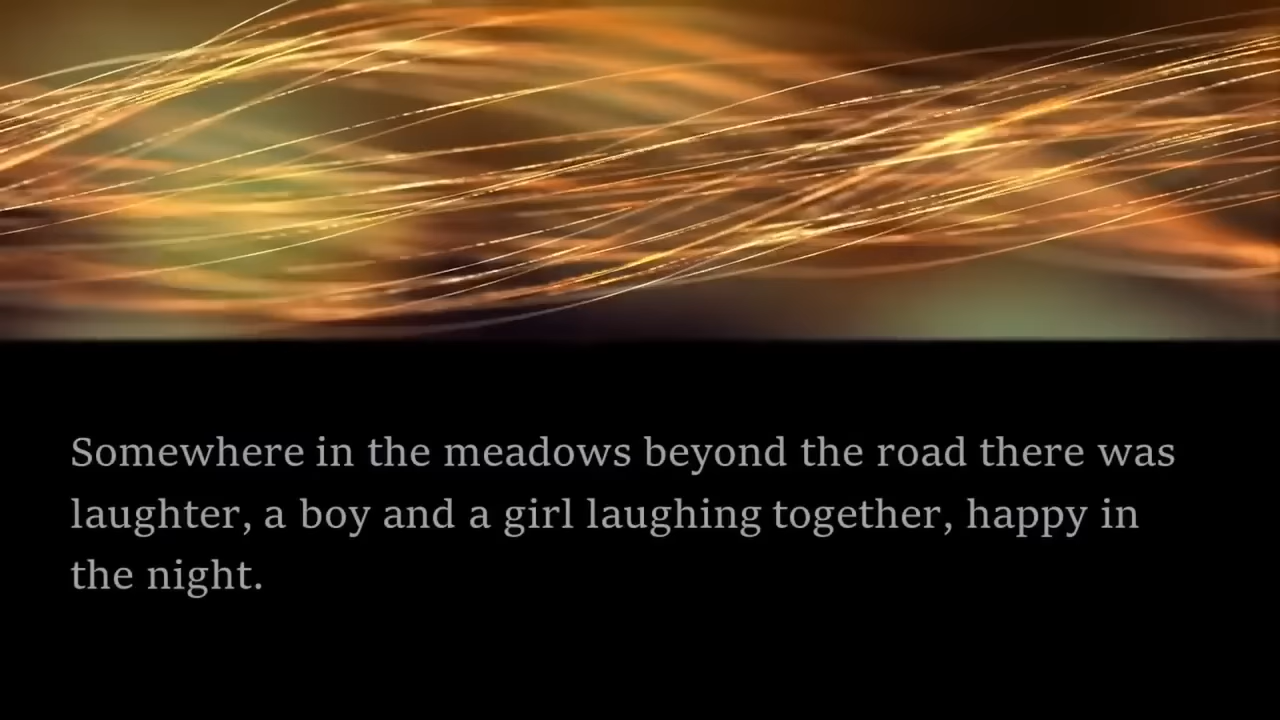 Somewhere in the meadows beyond the road there was
laughter, a boy and a girl laughing together, happy in
the night.